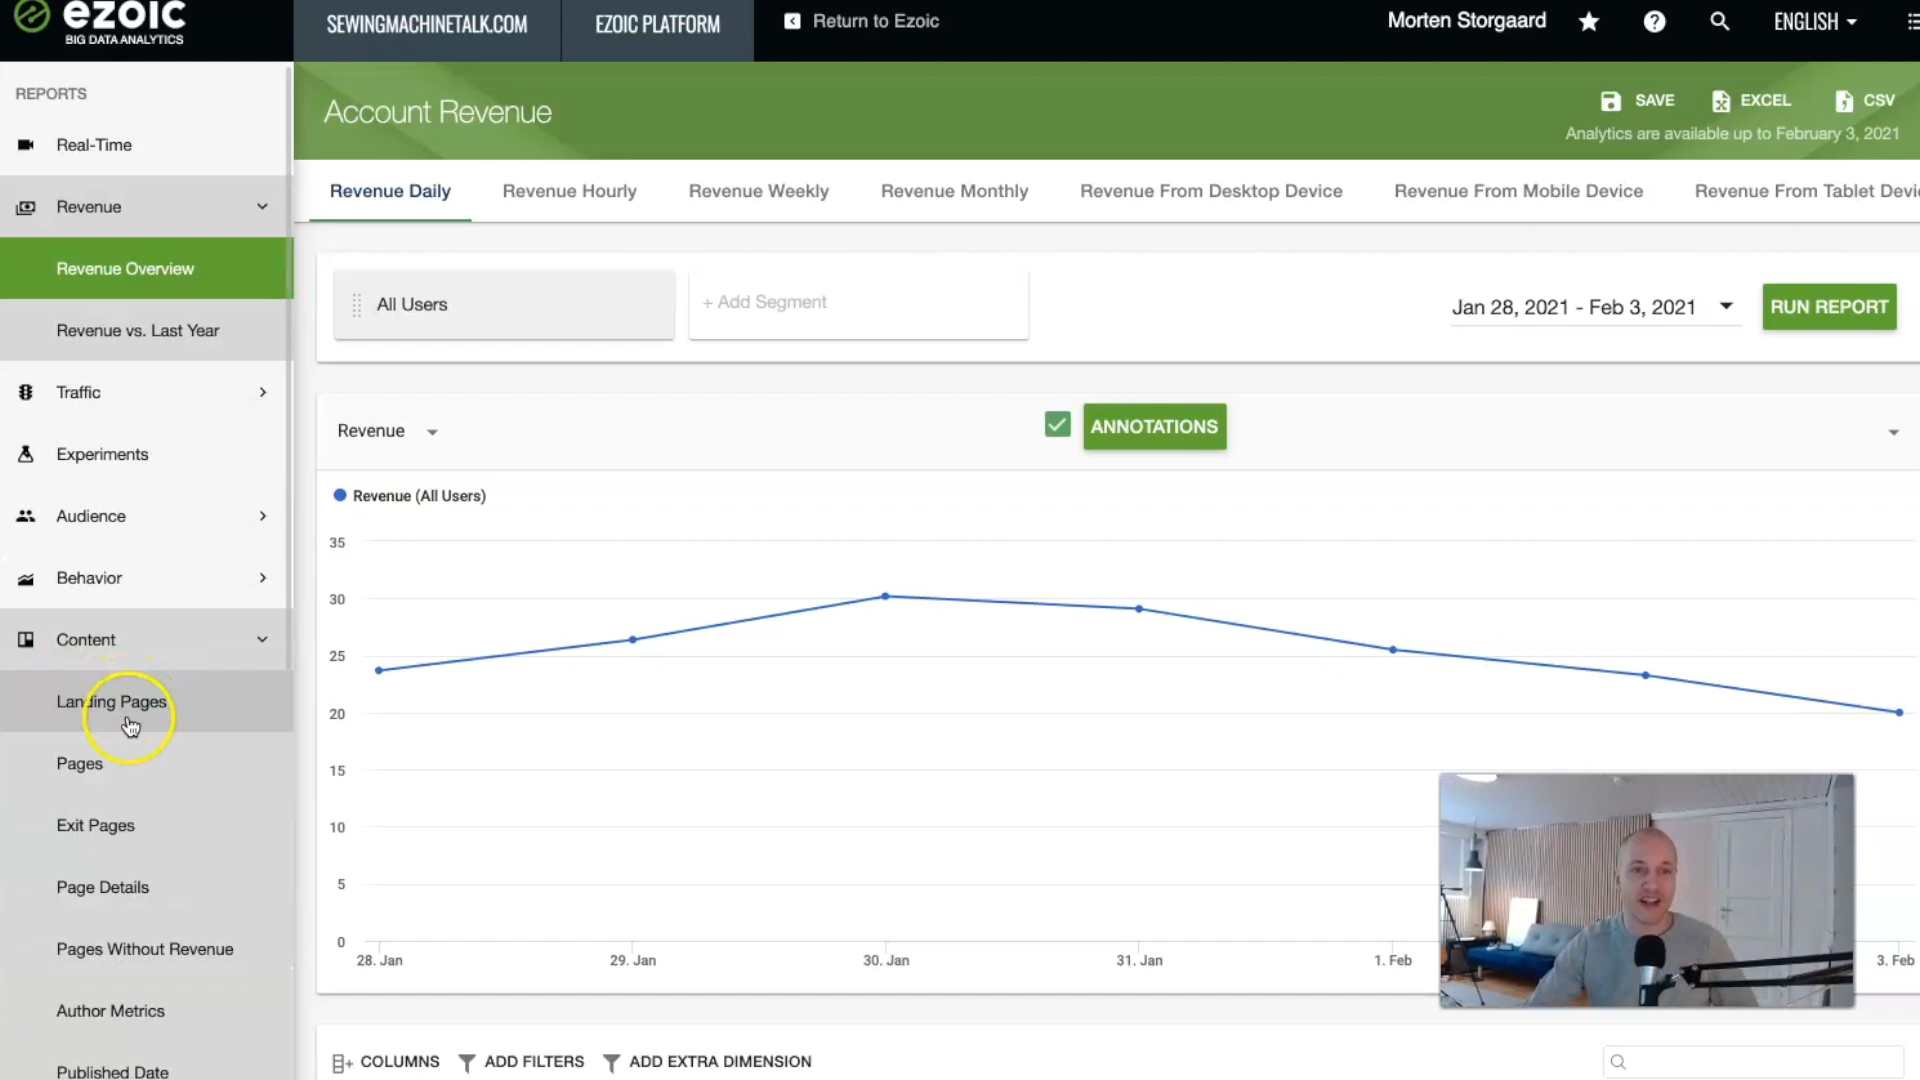 ezoic
BIG DATA ANALYTICS
SEWINGMACHINETALK.COM
EZOIC PLATFORM
Return to Ezoic
Morten Storgaard
ENGLISH
REPORTS
Real-Time
Revenue
Revenue Overview
Revenue vs. Last Year
Traffic
Experiments
Audience
Behavior
Content
Landing Pages
Pages
Exit Pages
Page Details
Pages Without Revenue
Author Metrics
Published Date
Account Revenue
SAVE
EXCEL
CSV
Analytics are available up to February 3, 2021
Revenue Daily
Revenue Hourly
Revenue Weekly
Revenue Monthly
Revenue From Desktop Device
Revenue From Mobile Device
Revenue From Tablet Devi
All Users
+ Add Segment
Jan 28, 2021 - Feb 3, 2021
RUN REPORT
Revenue
ANNOTATIONS
Revenue (All Users)
35
30
25
20
15
10
5
0
28. Jan
29. Jan
30. Jan
31. Jan
1. Feb
3. Feb
COLUMNS
ADD FILTERS
ADD EXTRA DIMENSION